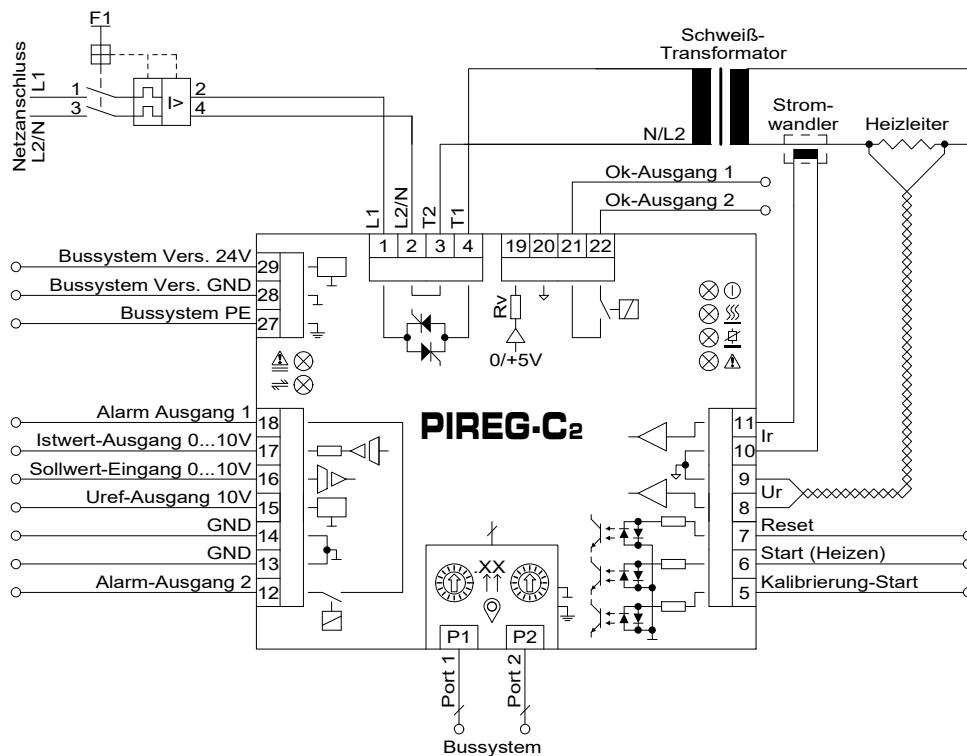 F1
Netzanschluss
L1
L2/N
1
3
I>
2
4
Schweiß-
Transformator
N/L2
Strom-
wandler
Heizleiter
Ok-Ausgang 1
Ok-Ausgang 2
L1
L2/N
T2
T1
1 2 3 4
19 20 21 22
Rv
0/+5V
Bussystem Vers. 24V
29
Bussystem Vers. GND
28
Bussystem PE
27
PIREG-C2
Alarm Ausgang 1
18
Istwert-Ausgang 0...10V
17
Sollwert-Eingang 0...10V
16
Uref-Ausgang 10V
15
GND
14
GND
13
Alarm-Ausgang 2
12
11
Ir
10
9
Ur
8
7
Reset
6
Start (Heizen)
5
Kalibrierung-Start
.XX
P1
P2
Port 1
Port 2
Bussystem